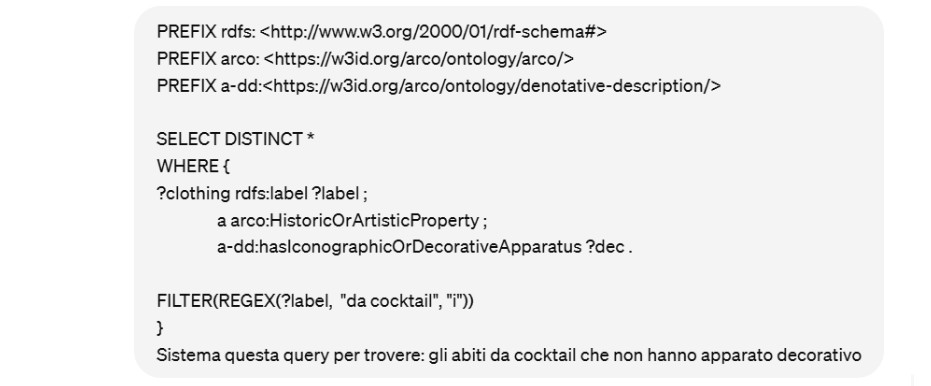 PREFIX rdfs: <http://www.w3.org/2000/01/rdf-schema#>
PREFIX arco: <https://w3id.org/arco/ontology/arco/>
PREFIX a-dd:<https://w3id.org/arco/ontology/denotative-description/>
SELECT DISTINCT *
WHERE {
?clothing rdfs:label ?label ;
a arco:HistoricOrArtisticProperty ;
a-dd:hasIconographicOrDecorativeApparatus ?dec .
FILTER(REGEX(?label, "da cocktail", "i"))
}
Sistema questa query per trovere: gli abiti da cocktail che non hanno apparato decorativo